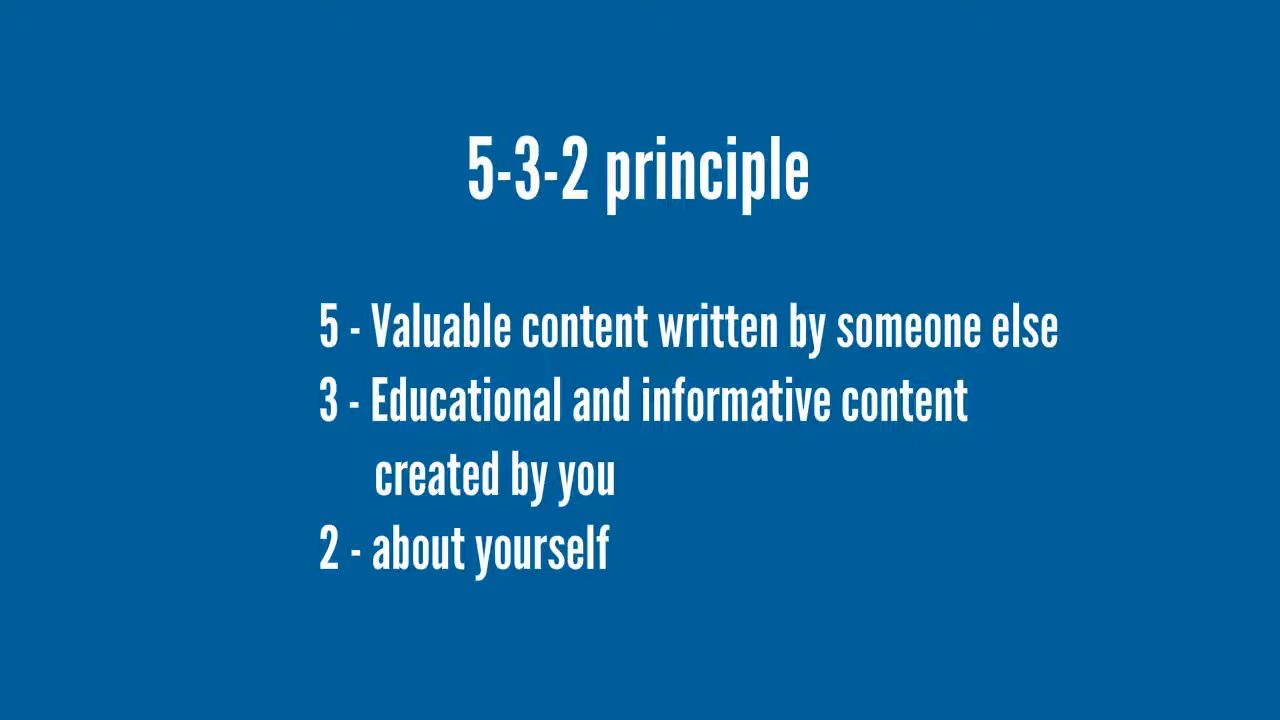 5-3-2 principle
5 - Valuable content written by someone else
3 - Educational and informative content
created by you
2 - about yourself